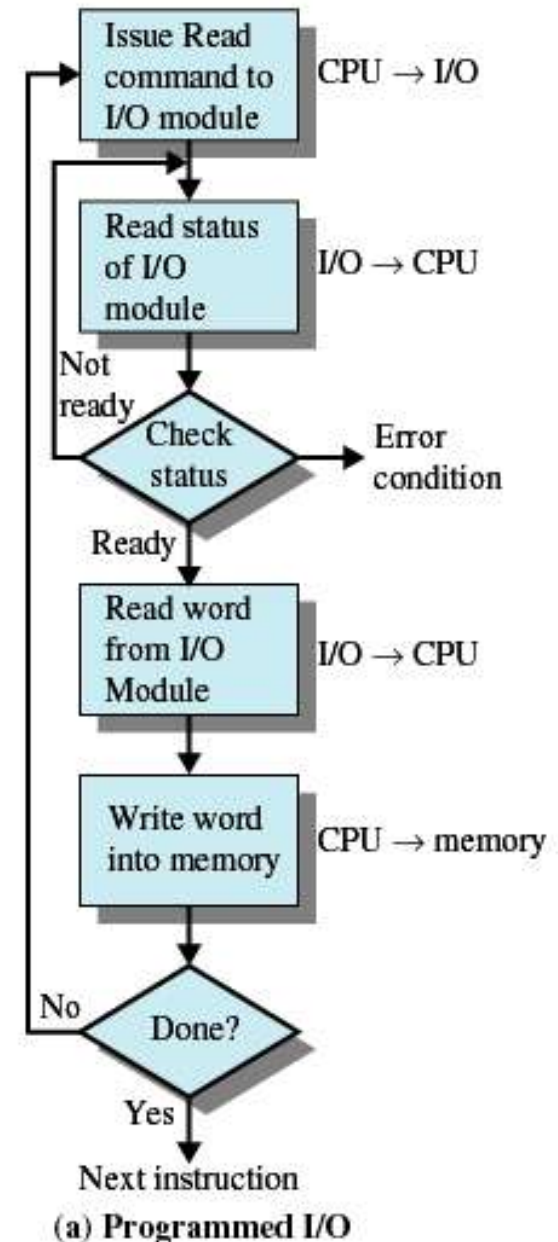 Issue Read
command to
I/O module
CPU → I/O
Read status
of I/O
module
I/O → CPU
Not
ready
Check
status
Error
condition
Ready
Read word
from I/O
Module
I/O → CPU
Write word
into memory
CPU → memory
No
Done?
Yes
Next instruction
(a) Programmed I/O